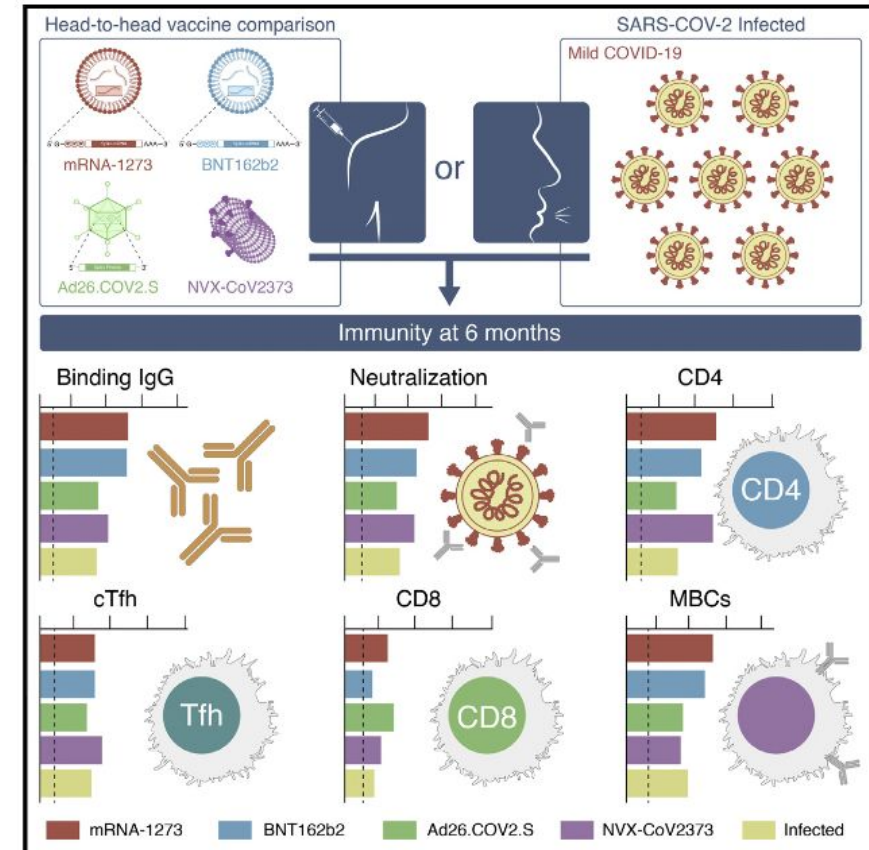 Head-to-head vaccine comparison
SARS-COV-2 Infected
Mild COVID-19
mRNA-1273
BNT162b2
or
Ad26.COV2.S
NVX-CoV2373
Immunity at 6 months
Binding IgG
Neutralization
CD4
CD4
cTfh
CD8
MBCs
Tfh
CD8
mRNA-1273
BNT162b2
Ad26.COV2.S
NVX-CoV2373
Infected